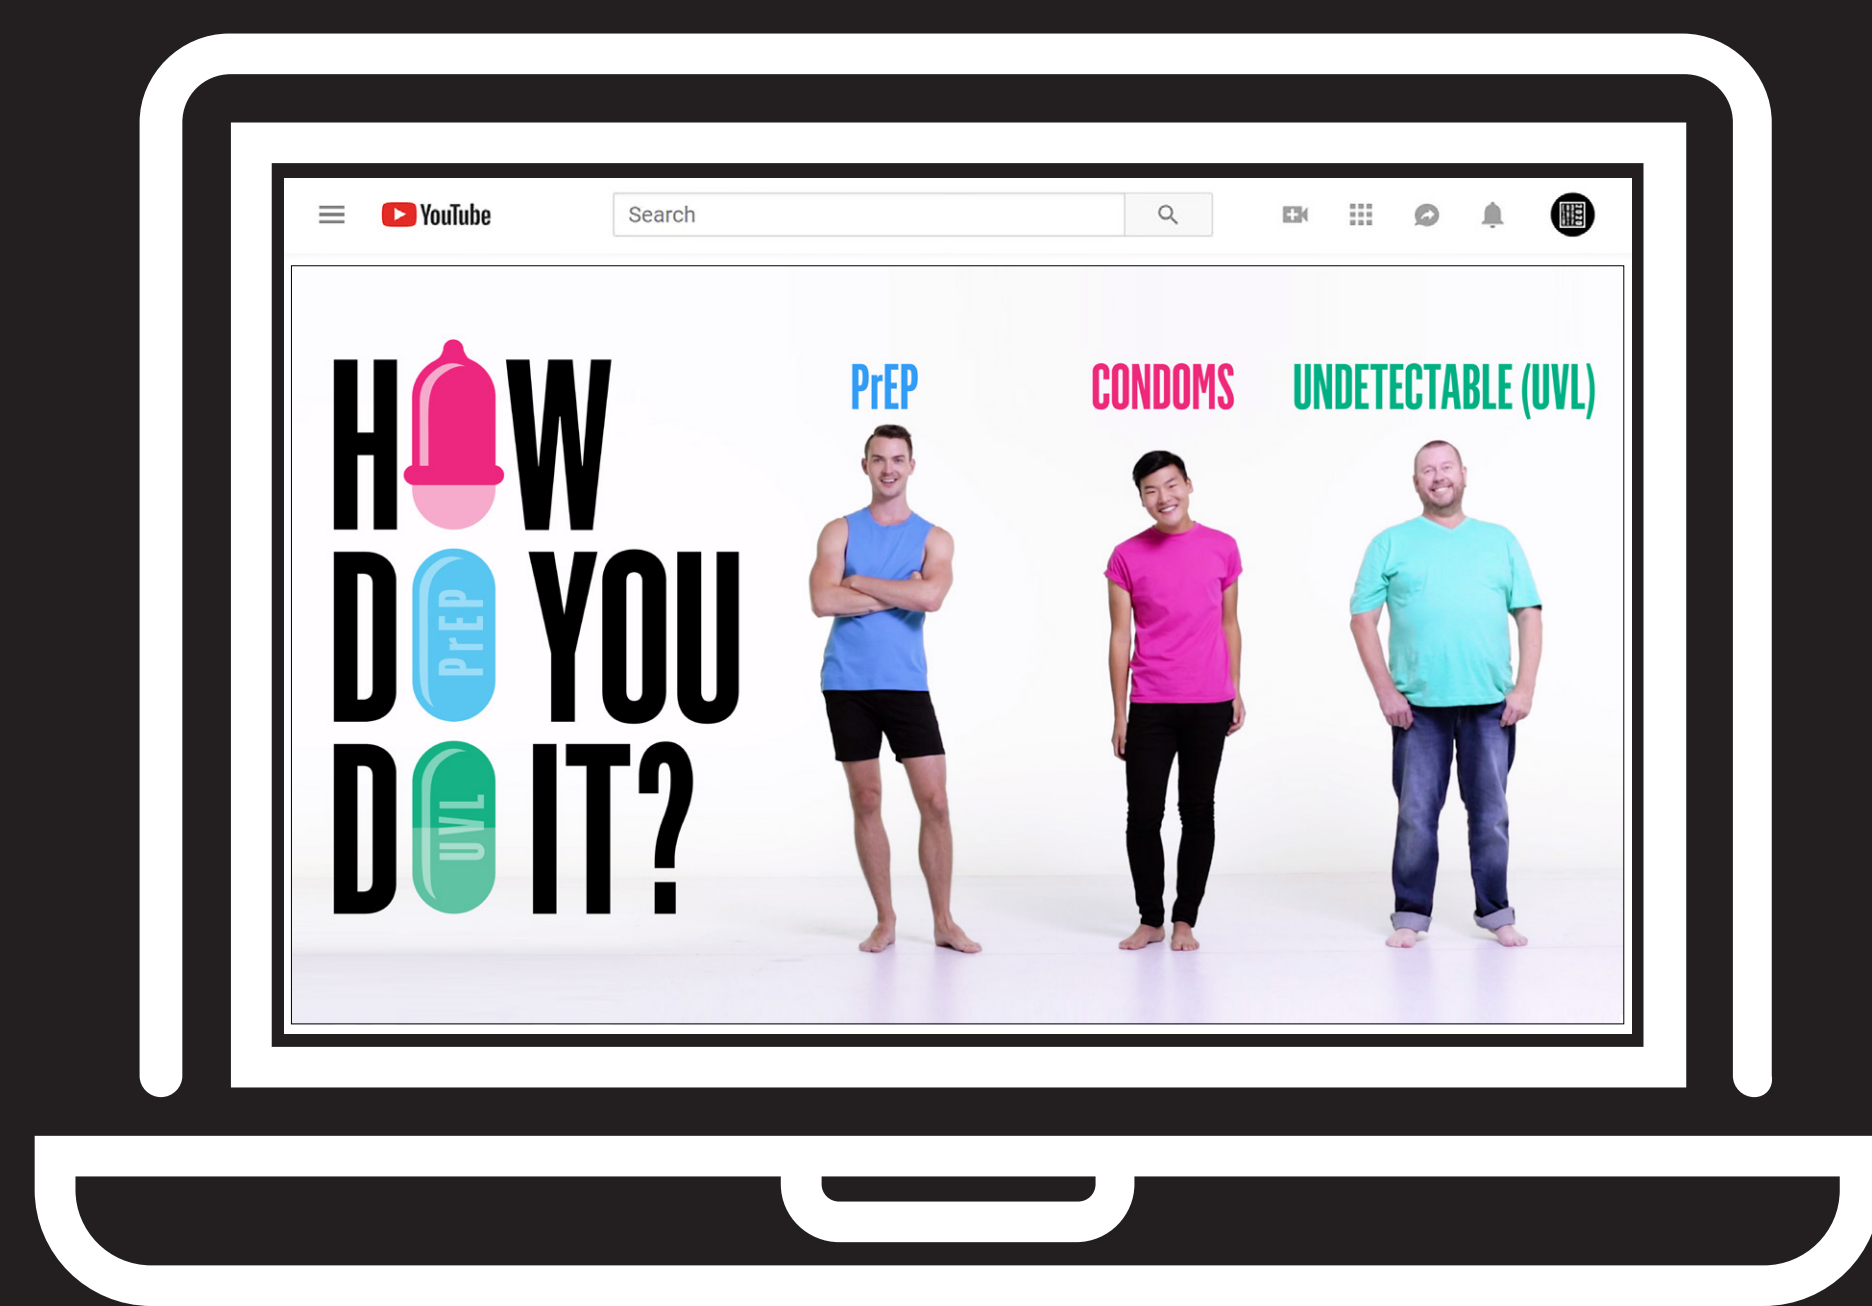 YouTube
Search
HOW
DO YOU
DO IT?
PrEP
UVL
PrEP
CONDOMS
UNDETECTABLE (UVL)